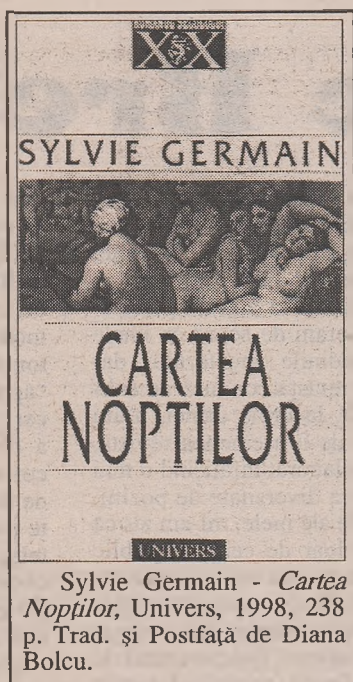 XX
SYLVIE GERMAIN
CARTEA
NOPȚILOR
UNIVERS
Sylvie Germain - Cartea
Nopților, Univers, 1998, 238
p. Trad. și Postfață de Diana
Bolcu.